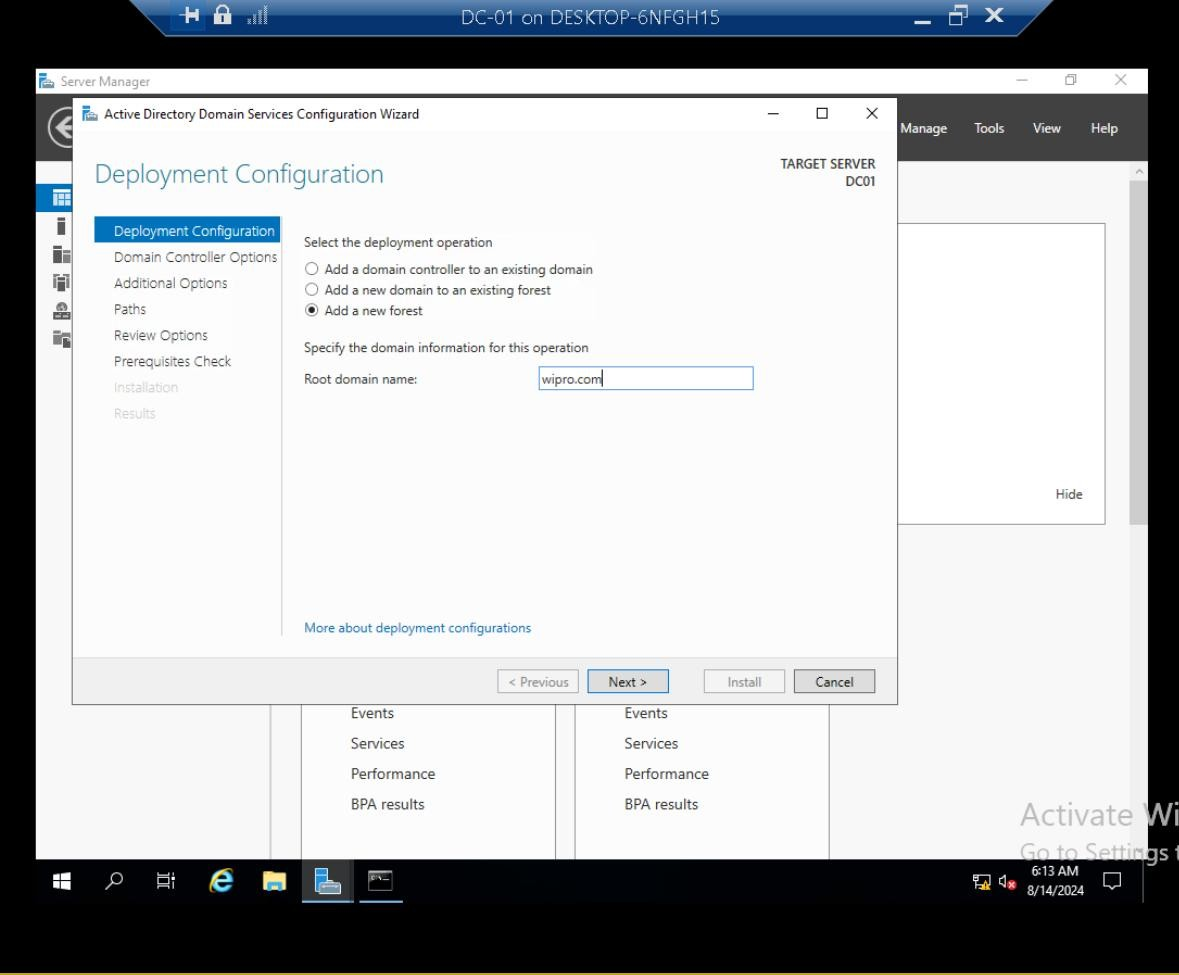 DC-01 on DESKTOP-6NFGH15
Server Manager
Active Directory Domain Services Configuration Wizard
Manage Tools View Help
Deployment Configuration
TARGET SERVER
DC01
Deployment Configuration
Domain Controller Options
Additional Options
Paths
Review Options
Prerequisites Check
Installation
Results
Select the deployment operation
Add a domain controller to an existing domain
Add a new domain to an existing forest
Add a new forest
Specify the domain information for this operation
Root domain name: wipro.com
Hide
More about deployment configurations
< Previous Next > Install Cancel
Events Events
Services Services
Performance Performance
BPA results BPA results
Activate Wi
Go to Settings t
6:13 AM
8/14/2024